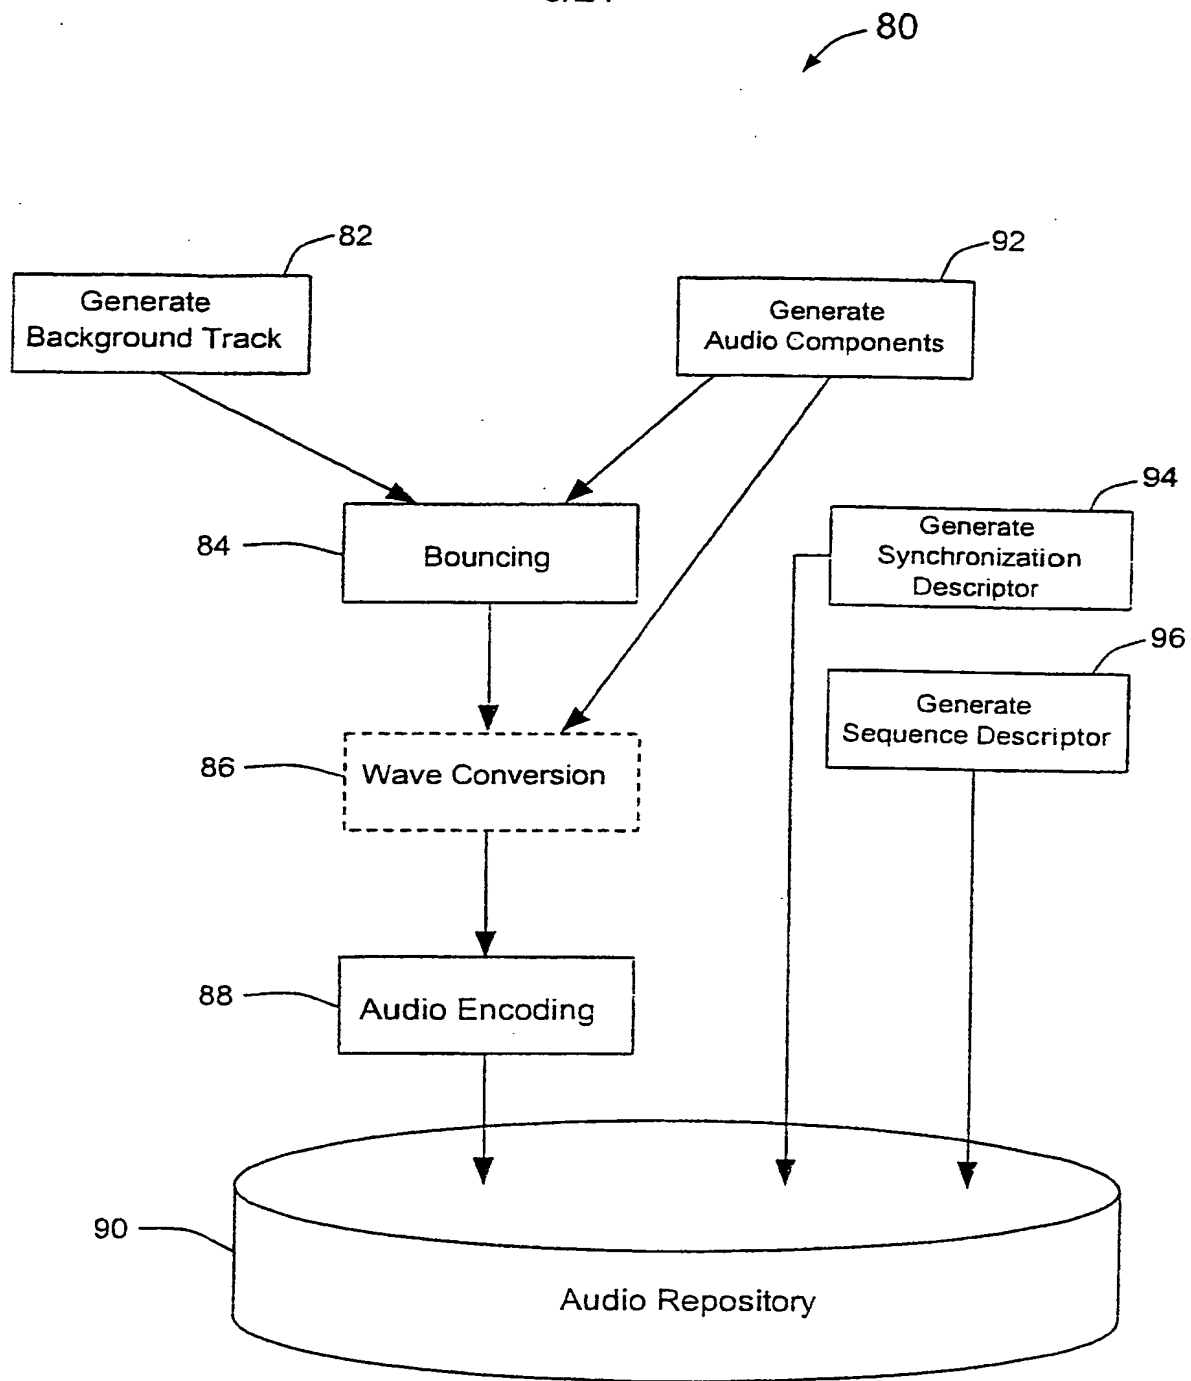 80
82
92
Generate
Background Track
Generate
Audio Components
94
84
Bouncing
Generate
Synchronization
Descriptor
96
Generate
Sequence Descriptor
86
Wave Conversion
88
Audio Encoding
90
Audio Repository